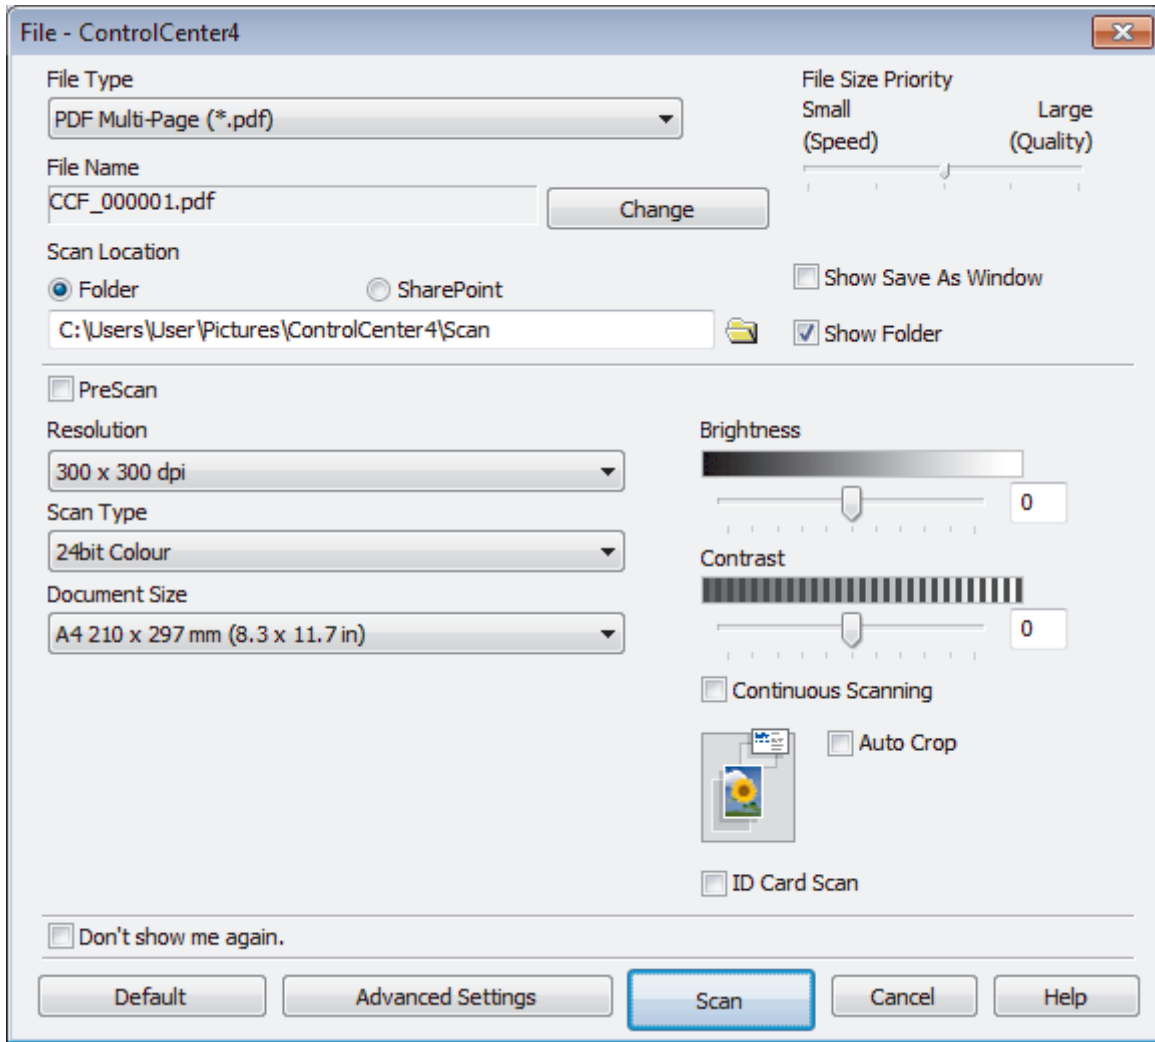 File - ControlCenter4
File Type
PDF Multi-Page (*.pdf)
File Size Priority
Small Large
(Speed) (Quality)
File Name
CCF_000001.pdf
Change
Scan Location
Folder SharePoint
Show Save As Window
C:\Users\User\Pictures\ControlCenter4\Scan
Show Folder
PreScan
Resolution
300 x 300 dpi
Scan Type
24bit Colour
Document Size
A4 210 x 297 mm (8.3 x 11.7 in)
Brightness
0
Contrast
0
Continuous Scanning
Auto Crop
ID Card Scan
Don't show me again.
Default Advanced Settings Scan Cancel Help